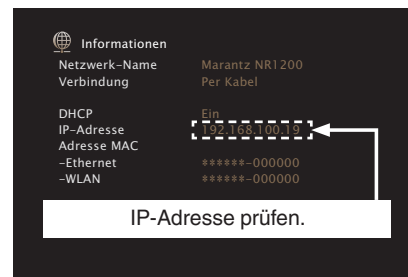 Informationen
Netzwerk-Name Marantz NR1200
Verbindung Per Kabel
DHCP Ein
IP-Adresse 192.168.100.19
Adresse MAC
-Ethernet ******-000000
-WLAN ******-000000
IP-Adresse prüfen.